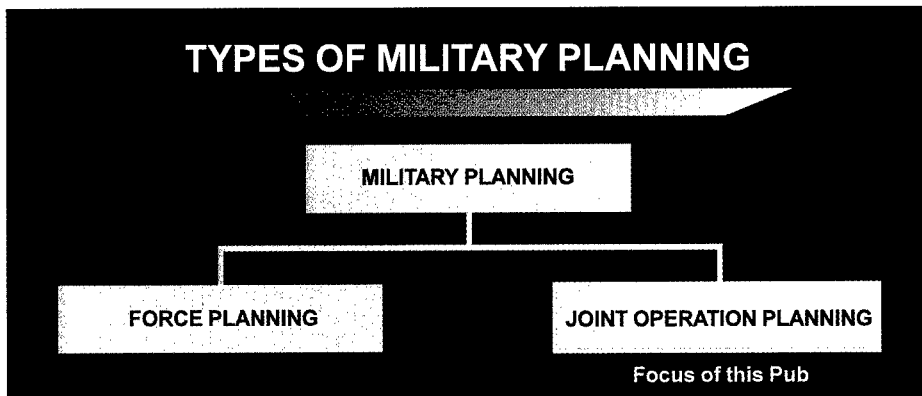 TYPES OF MILITARY PLANNING
MILITARY PLANNING
FORCE PLANNING
JOINT OPERATION PLANNING
Focus of this Pub